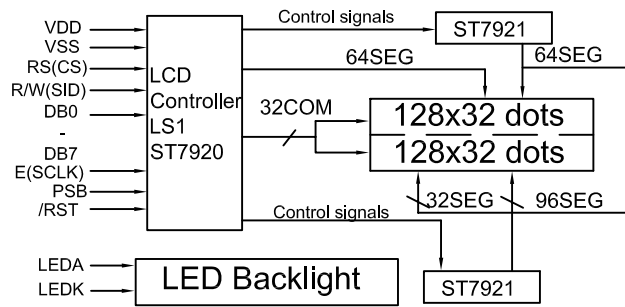 VDD
VSS
RS(CS)
R/W(SID)
DB0
-
DB7
E(SCLK)
PSB
/RST
LCD
Controller
LS1
ST7920
Control signals
ST7921
64SEG
64SEG
32COM
128x32 dots
128x32 dots
32SEG
96SEG
Control signals
ST7921
LEDA
LEDK
LED Backlight